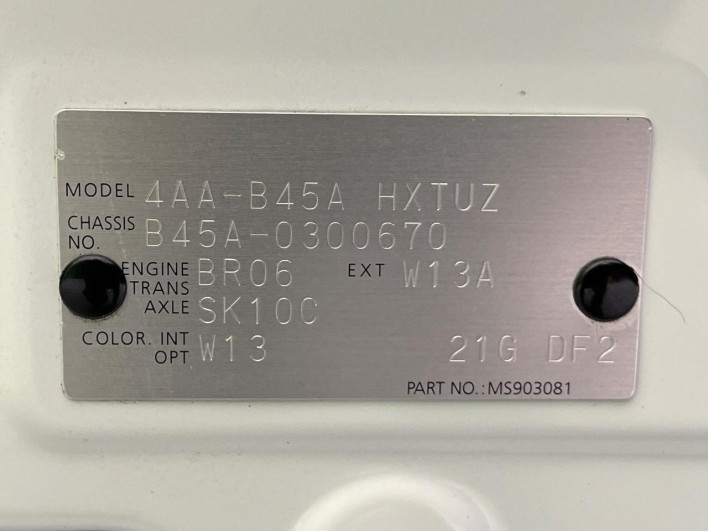 MODEL 4AA-B45A HXTUZ
CHASSIS NO. B45A-0300670
ENGINE BR06 EXT W13A
TRANS AXLE SK10C
COLOR. INT OPT W13 21G DF2
PART NO.:MS903081